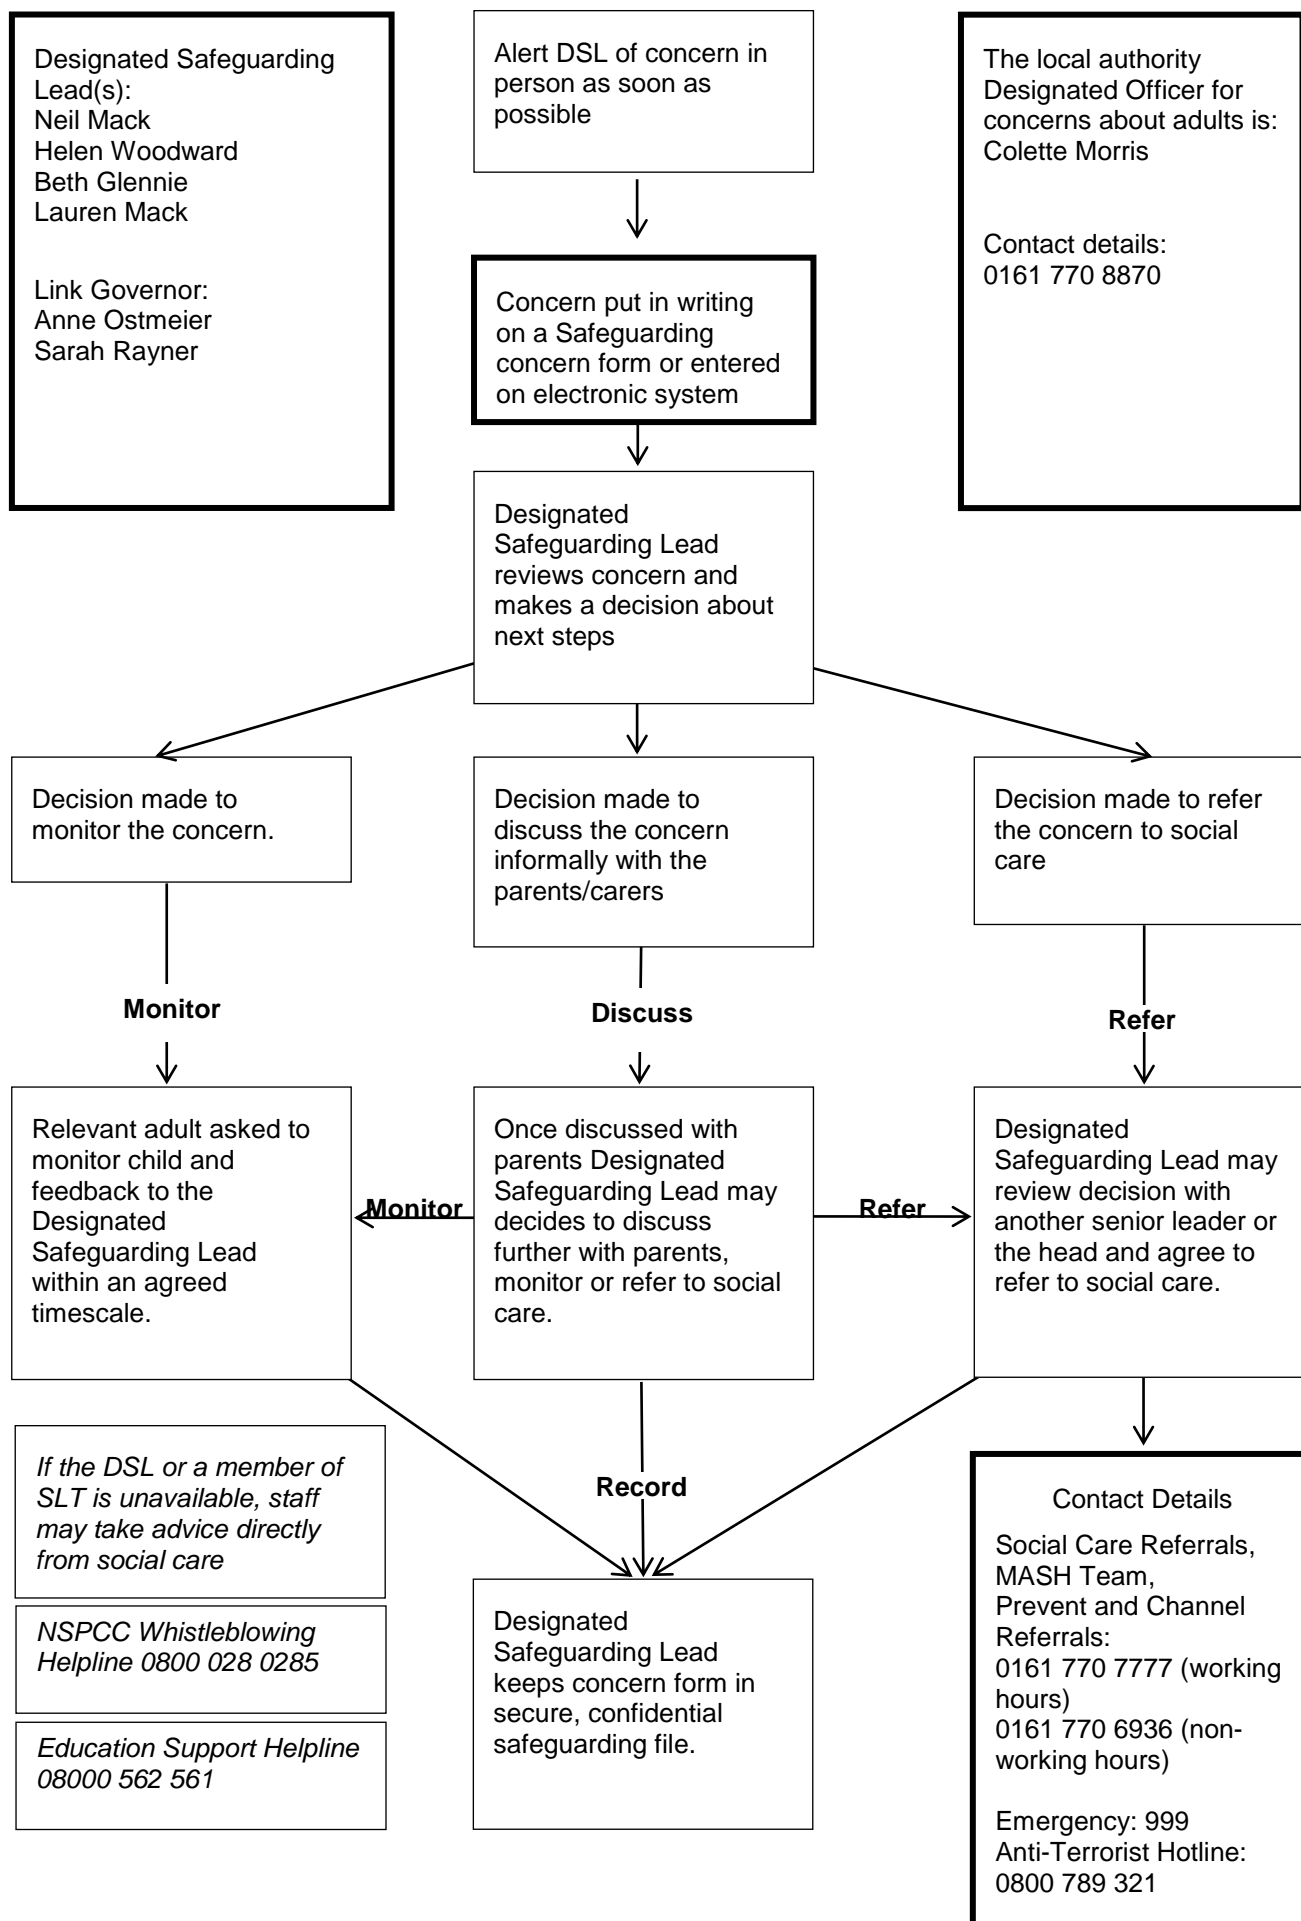 Designated Safeguarding
Lead(s):
Neil Mack
Helen Woodward
Beth Glennie
Lauren Mack
Link Governor:
Anne Ostmeier
Sarah Rayner
Alert DSL of concern in
person as soon as
possible
The local authority
Designated Officer for
concerns about adults is:
Colette Morris
Contact details:
0161 770 8870
Concern put in writing
on a Safeguarding
concern form or entered
on electronic system
Designated
Safeguarding Lead
reviews concern and
makes a decision about
next steps
Decision made to
monitor the concern.
Decision made to
discuss the concern
informally with the
parents/carers
Decision made to refer
the concern to social
care
Monitor
Discuss
Refer
Relevant adult asked to
monitor child and
feedback to the
Designated
Safeguarding Lead
within an agreed
timescale.
Monitor
Once discussed with
parents Designated
Safeguarding Lead may
decides to discuss
further with parents,
monitor or refer to social
care.
Refer
Designated
Safeguarding Lead may
review decision with
another senior leader or
the head and agree to
refer to social care.
If the DSL or a member of
SLT is unavailable, staff
may take advice directly
from social care
NSPCC Whistleblowing
Helpline 0800 028 0285
Education Support Helpline
08000 562 561
Record
Designated
Safeguarding Lead
keeps concern form in
secure, confidential
safeguarding file.
Contact Details
Social Care Referrals,
MASH Team,
Prevent and Channel
Referrals:
0161 770 7777 (working
hours)
0161 770 6936 (non-
working hours)
Emergency: 999
Anti-Terrorist Hotline:
0800 789 321